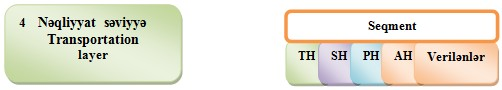 4 Nəqliyyat səviyyə
Transportation
layer
Seqment
TH SH PH AH Verilənlər